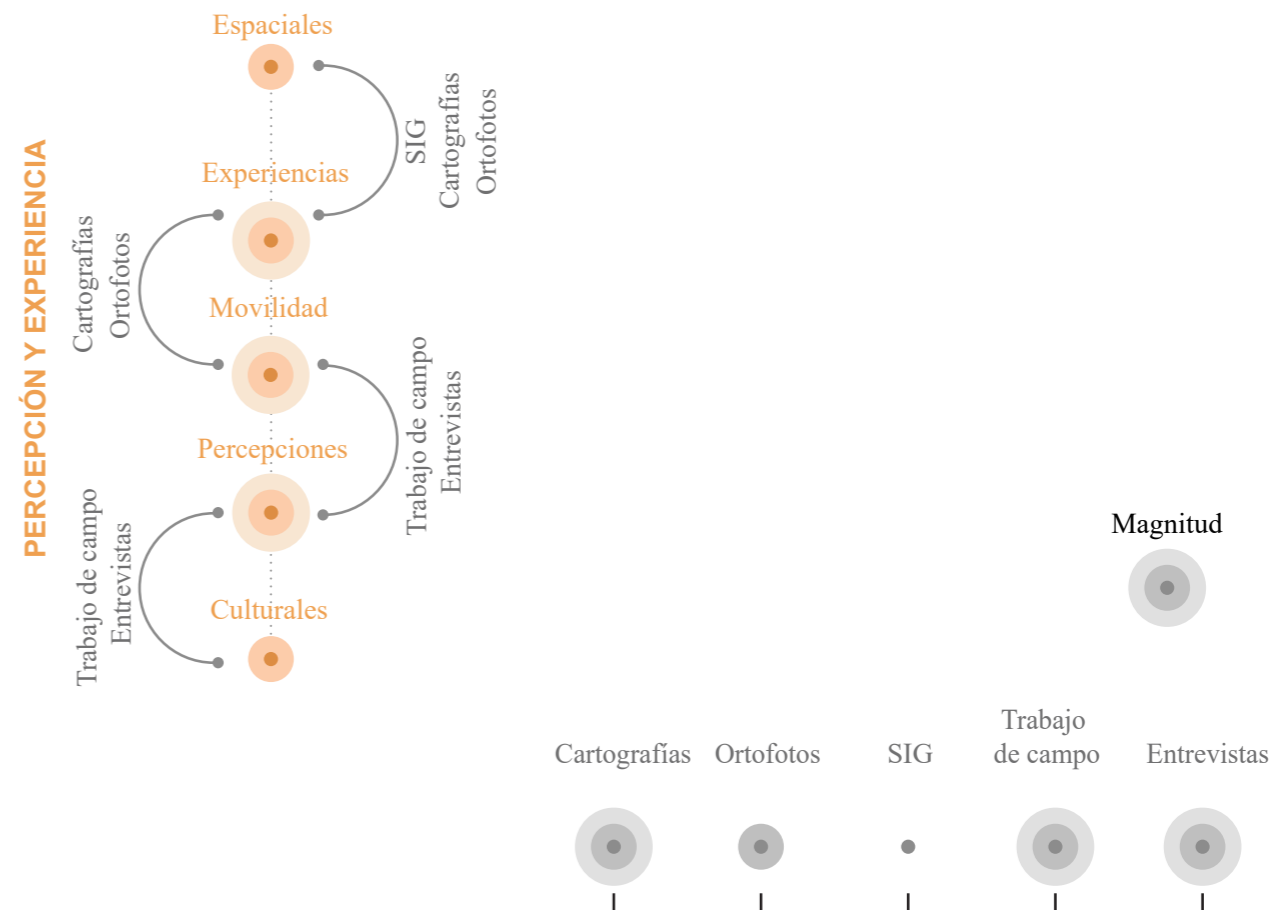 PERCEPCIÓN Y EXPERIENCIA
Espaciales
SIG
Cartografías
Ortofotos
Experiencias
Cartografías
Ortofotos
Movilidad
Trabajo de campo
Entrevistas
Percepciones
Trabajo de campo
Entrevistas
Culturales
Magnitud
Cartografías
Ortofotos
SIG
Trabajo
de campo
Entrevistas